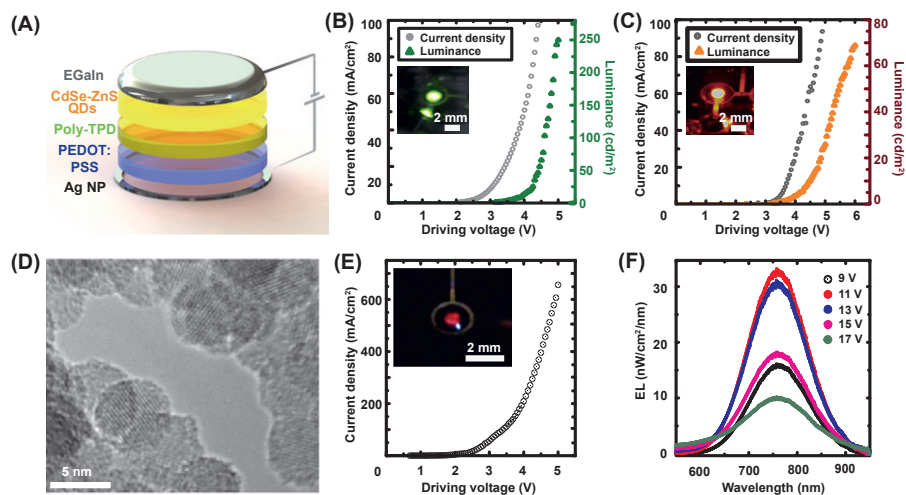 (A)
EGaIn
CdSe-ZnS
QDs
Poly-TPD
PEDOT:
PSS
Ag NP
(B)
Current density (mA/cm²)
100
80
60
40
20
Current density
Luminance
2 mm
250
200
150
100
50
0
Luminance (cd/m²)
0 1 2 3 4 5
Driving voltage (V)
(C)
Current density (mA/cm²)
100
80
60
40
20
Current density
Luminance
2 mm
80
60
40
20
0
Luminance (cd/m²)
0 1 2 3 4 5 6
Driving voltage (V)
(D)
5 nm
(E)
Current density (mA/cm²)
600
400
200
2 mm
0 1 2 3 4 5
Driving voltage (V)
(F)
EL (nW/cm²/nm)
30
20
10
0
9 V
11 V
13 V
15 V
17 V
600 700 800 900
Wavelength (nm)